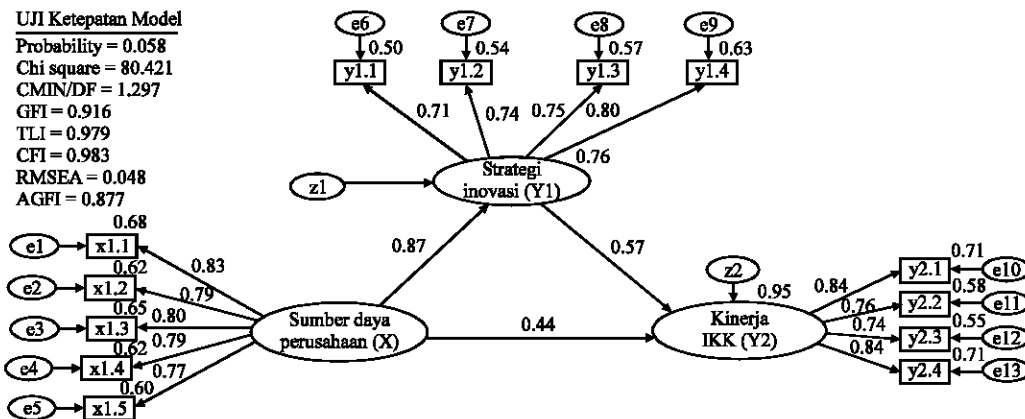 UJI Ketepatan Model
Probability = 0.058
Chi square = 80.421
CMIN/DF = 1.297
GFI = 0.916
TLI = 0.979
CFI = 0.983
RMSEA = 0.048
AGFI = 0.877
e6
e7
e8
e9
0.50
0.54
0.57
0.63
y1.1
y1.2
y1.3
y1.4
0.71
0.74
0.75
0.80
0.76
Strategi
inovasi (Y1)
z1
0.87
0.57
0.68
e1
x1.1
0.83
0.62
e2
x1.2
0.79
0.65
e3
x1.3
0.80
0.62
e4
x1.4
0.79
0.60
e5
x1.5
0.77
Sumber daya
perusahaan (X)
0.44
z2
0.95
Kinerja
IKK (Y2)
0.84
0.76
0.74
0.84
0.71
y2.1
e10
0.58
y2.2
e11
0.55
y2.3
e12
0.71
y2.4
e13